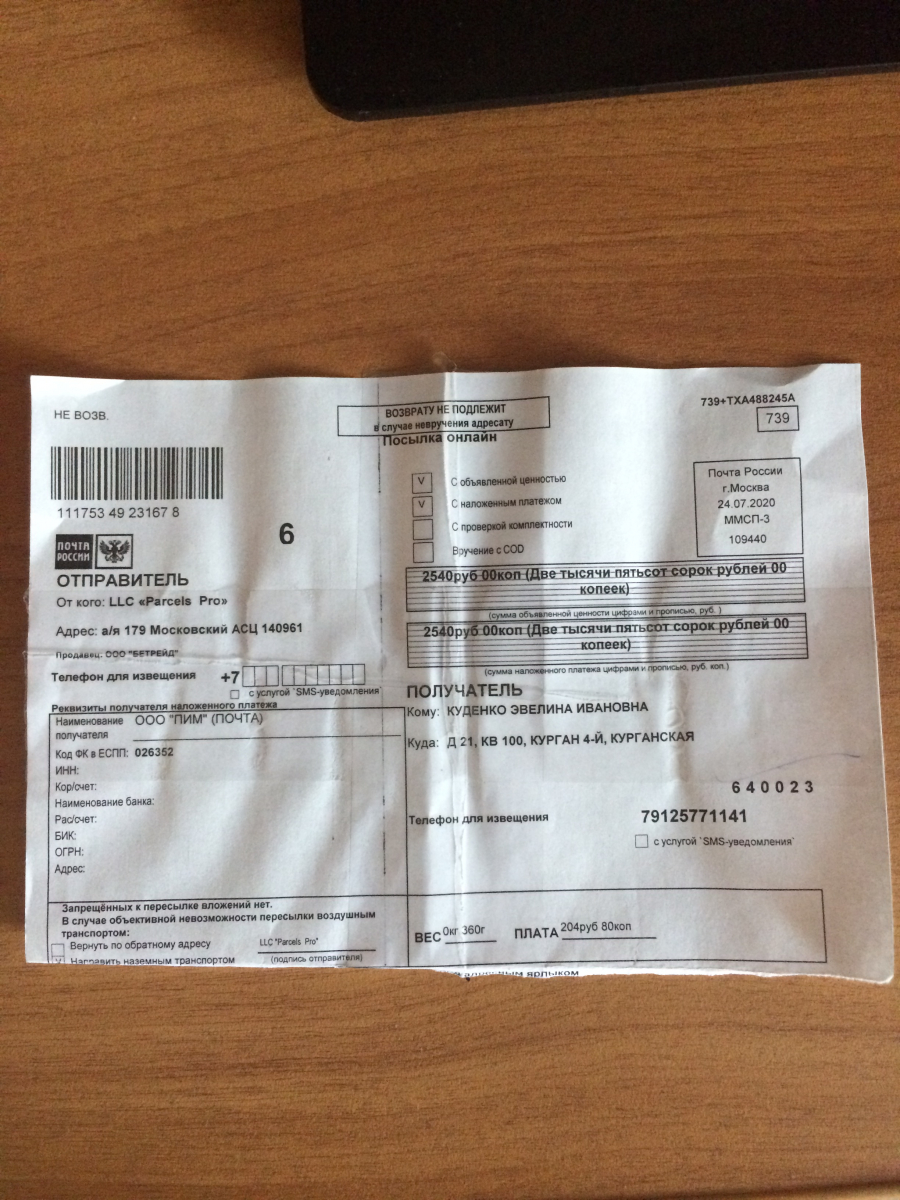 НЕ ВОЗВ.
ВОЗВРАТУ НЕ ПОДЛЕЖИТ
в случае невручения адресату
Посылка онлайн
739+TXA488245A
739
111753 49 23167 8
6
ПОЧТА
РОССИИ
V С объявленной ценностью
V С наложенным платежом
С проверкой комплектности
Вручение с COD
Почта России
г.Москва
24.07.2020
ММСП-3
109440
ОТПРАВИТЕЛЬ
От кого: LLC «Parcels Pro»
Адрес: а/я 179 Московский АСЦ 140961
Продавец: ООО "БЕТРЕЙД"
Телефон для извещения +7
с услугой `SMS-уведомления`
Реквизиты получателя наложенного платежа
Наименование ООО "ПИМ" (ПОЧТА)
получателя
Код ФК в ЕСПП: 026352
ИНН:
Кор/счет:
Наименование банка:
Рас/счет:
БИК:
ОГРН:
Адрес:
2540руб 00коп (Две тысячи пятьсот сорок рублей 00
копеек)
(сумма объявленной ценности цифрами и прописью, руб. )
2540руб 00коп (Две тысячи пятьсот сорок рублей 00
копеек)
(сумма наложенного платежа цифрами и прописью, руб. коп.)
ПОЛУЧАТЕЛЬ
Кому: КУДЕНКО ЭВЕЛИНА ИВАНОВНА
Куда: Д 21, КВ 100, КУРГАН 4-Й, КУРГАНСКАЯ
640023
Телефон для извещения 79125771141
с услугой `SMS-уведомления`
Запрещённых к пересылке вложений нет.
В случае объективной невозможности пересылки воздушным
транспортом:
Вернуть по обратному адресу LLC "Parcels Pro"
V Направить наземным транспортом (подпись отправителя)
ВЕС 0кг 360г ПЛАТА 204руб 80коп
ярлыком